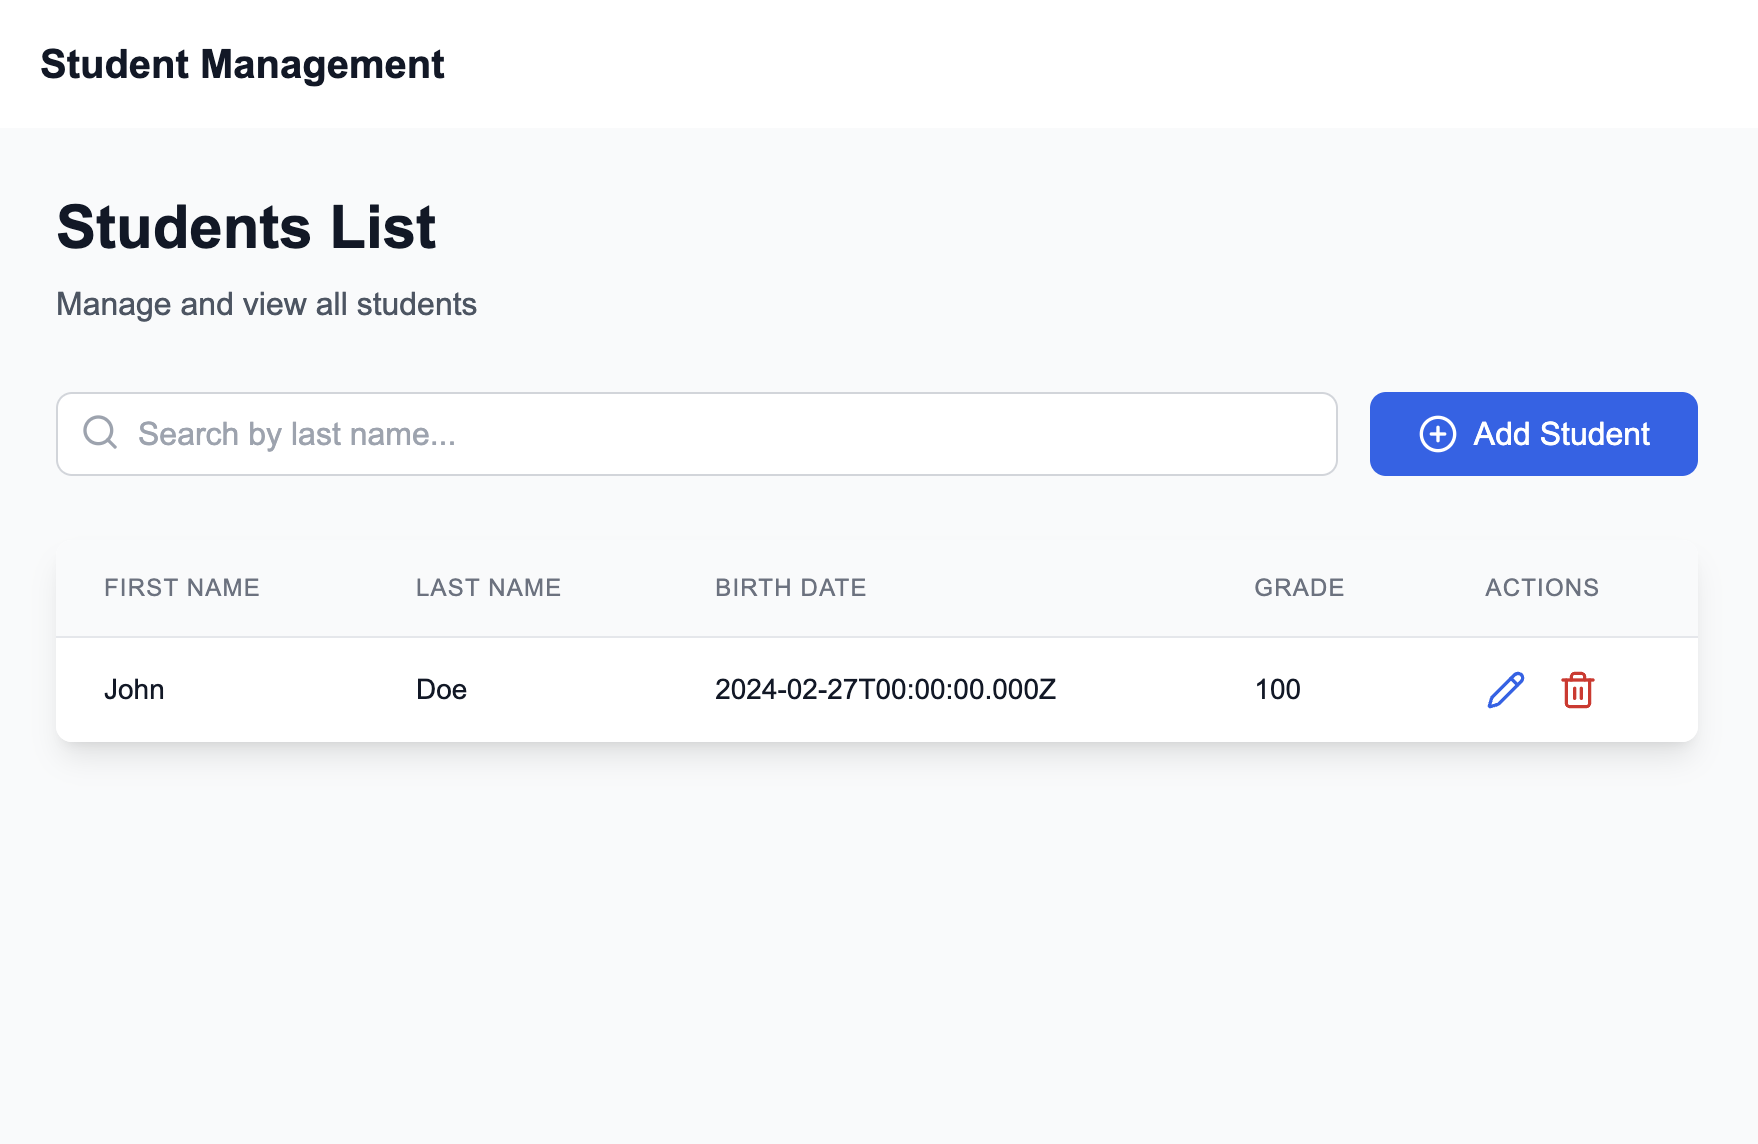 Student Management
Students List
Manage and view all students
Search by last name...
Add Student
FIRST NAME LAST NAME BIRTH DATE GRADE ACTIONS
John Doe 2024-02-27T00:00:00.000Z 100